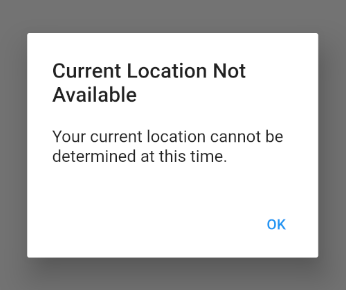 Current Location Not
Available
Your current location cannot be
determined at this time.
OK